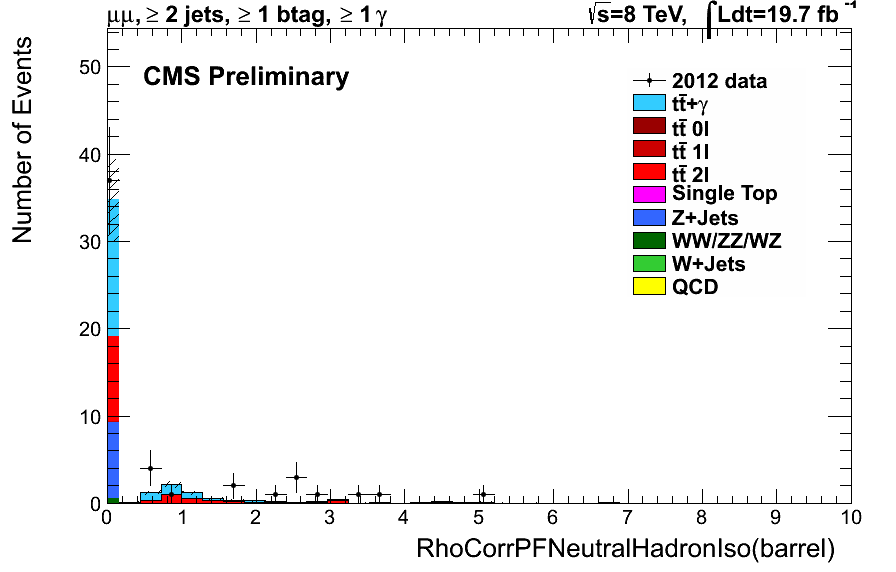 μμ, ≥ 2 jets, ≥ 1 btag, ≥ 1 γ
√s=8 TeV, ∫Ldt=19.7 fb⁻¹
CMS Preliminary
2012 data
tt̄+γ
tt̄ 0l
tt̄ 1l
tt̄ 2l
Single Top
Z+Jets
WW/ZZ/WZ
W+Jets
QCD
Number of Events
50
40
30
20
10
0
0 1 2 3 4 5 6 7 8 9 10
RhoCorrPFNeutralHadronIso(barrel)